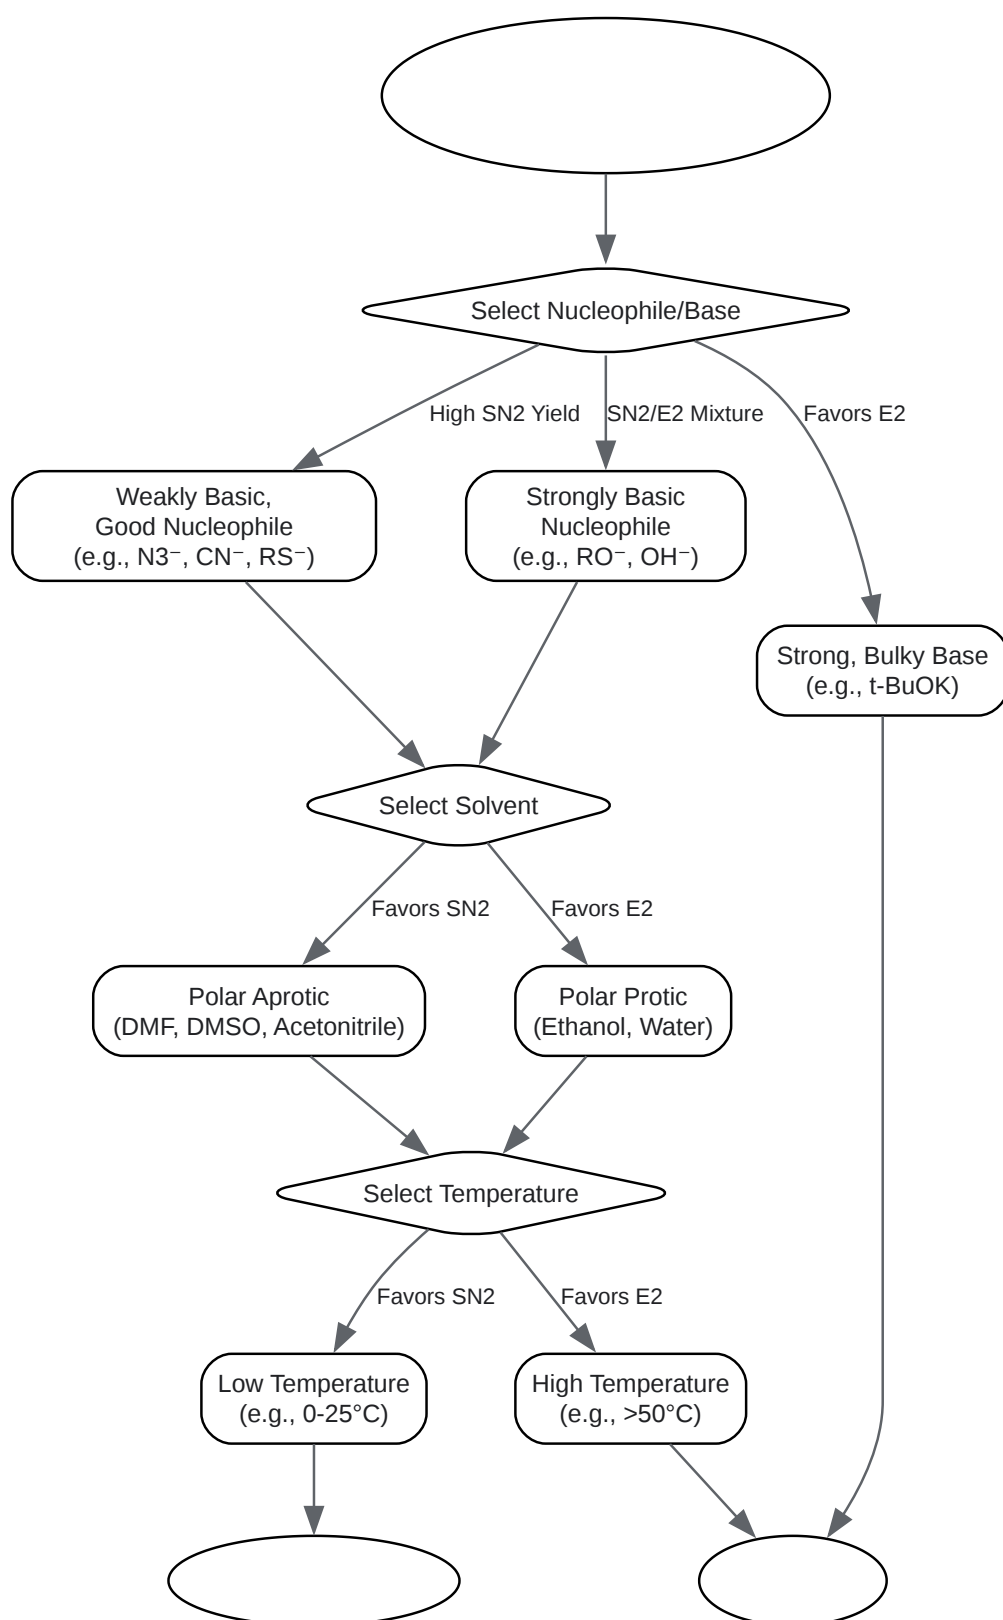 Select Nucleophile/Base
High SN2 Yield
SN2/E2 Mixture
Favors E2
Weakly Basic,
Good Nucleophile
(e.g., N3⁻, CN⁻, RS⁻)
Strongly Basic
Nucleophile
(e.g., RO⁻, OH⁻)
Strong, Bulky Base
(e.g., t-BuOK)
Select Solvent
Favors SN2
Favors E2
Polar Aprotic
(DMF, DMSO, Acetonitrile)
Polar Protic
(Ethanol, Water)
Select Temperature
Favors SN2
Favors E2
Low Temperature
(e.g., 0-25°C)
High Temperature
(e.g., >50°C)